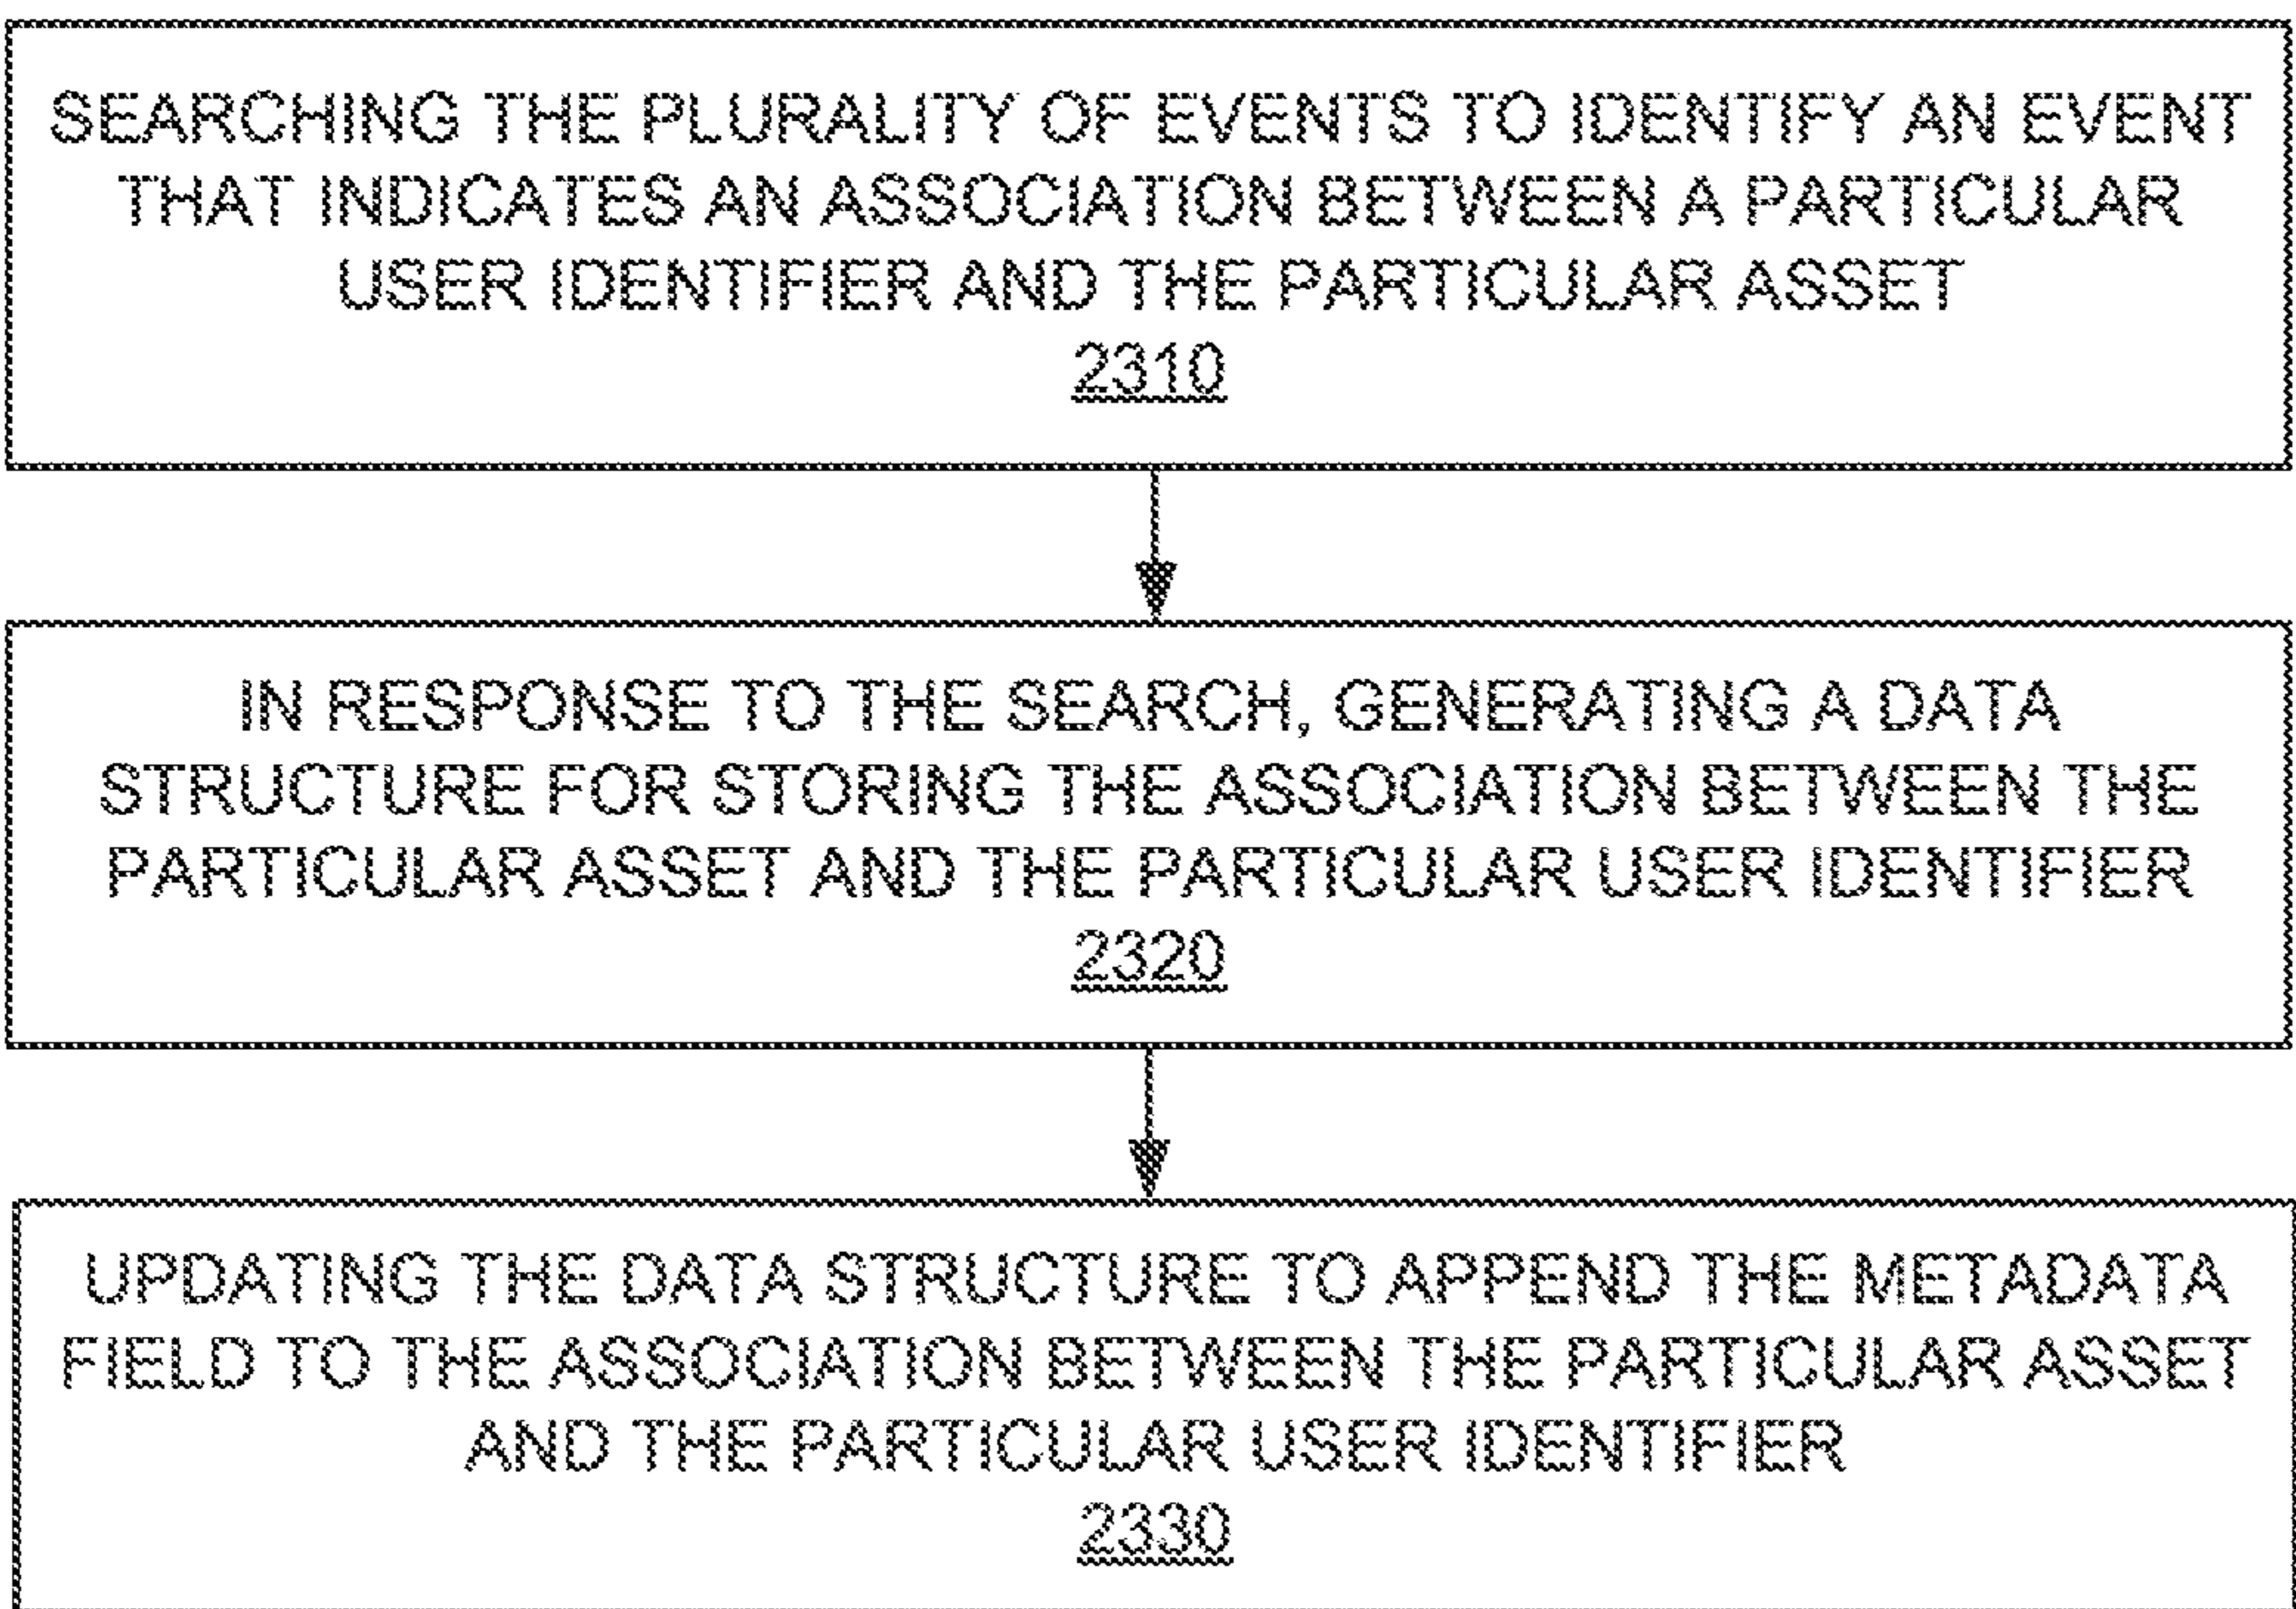 SEARCHING THE PLURALITY OF EVENTS TO IDENTIFY AN EVENT
THAT INDICATES AN ASSOCIATION BETWEEN A PARTICULAR
USER IDENTIFIER AND THE PARTICULAR ASSET
2310
IN RESPONSE TO THE SEARCH, GENERATING A DATA
STRUCTURE FOR STORING THE ASSOCIATION BETWEEN THE
PARTICULAR ASSET AND THE PARTICULAR USER IDENTIFIER
2320
UPDATING THE DATA STRUCTURE TO APPEND THE METADATA
FIELD TO THE ASSOCIATION BETWEEN THE PARTICULAR ASSET
AND THE PARTICULAR USER IDENTIFIER
2330